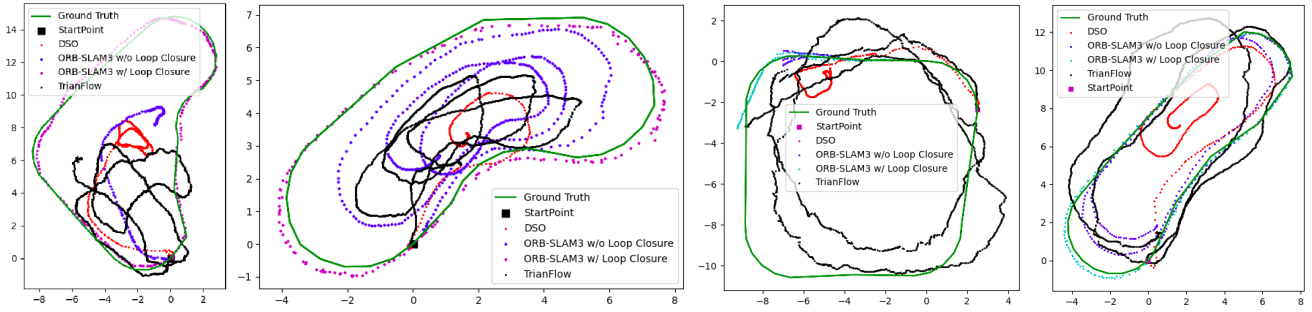 14
12
10
8
6
4
2
0
−8
−6
−4
−2
0
2
Ground Truth
StartPoint
DSO
ORB-SLAM3 w/o Loop Closure
ORB-SLAM3 w/ Loop Closure
TrianFlow
7
6
5
4
3
2
1
0
−1
−4
−2
0
2
4
6
8
Ground Truth
StartPoint
DSO
ORB-SLAM3 w/o Loop Closure
ORB-SLAM3 w/ Loop Closure
TrianFlow
2
0
−2
−4
−6
−8
−10
−8
−6
−4
−2
0
2
4
Ground Truth
StartPoint
DSO
ORB-SLAM3 w/o Loop Closure
ORB-SLAM3 w/ Loop Closure
TrianFlow
12
10
8
6
4
2
0
−4
−2
0
2
4
6
8
Ground Truth
DSO
ORB-SLAM3 w/o Loop Closure
ORB-SLAM3 w/ Loop Closure
TrianFlow
StartPoint